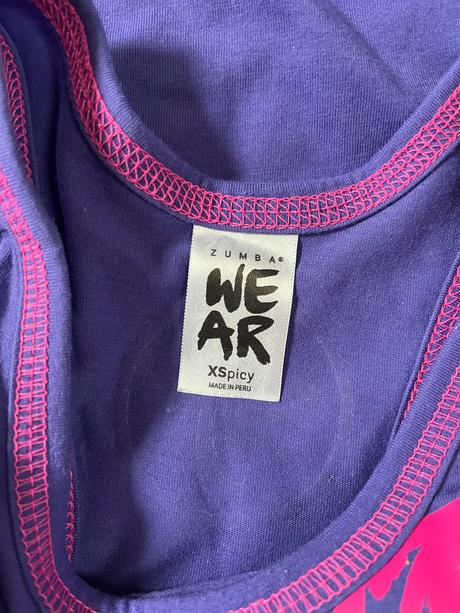 ZUMBA®
WE
AR
XSpicy
MADE IN PERU